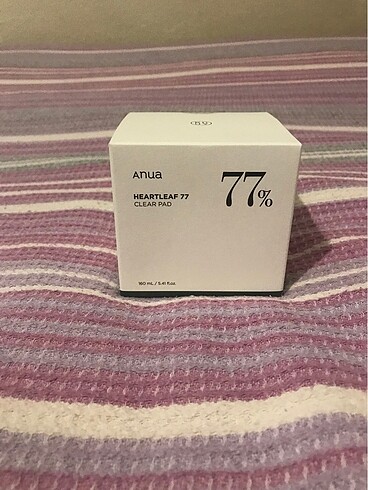 Anua
77%
HEARTLEAF 77
CLEAR PAD
160 mL / 5.41 fl.oz.